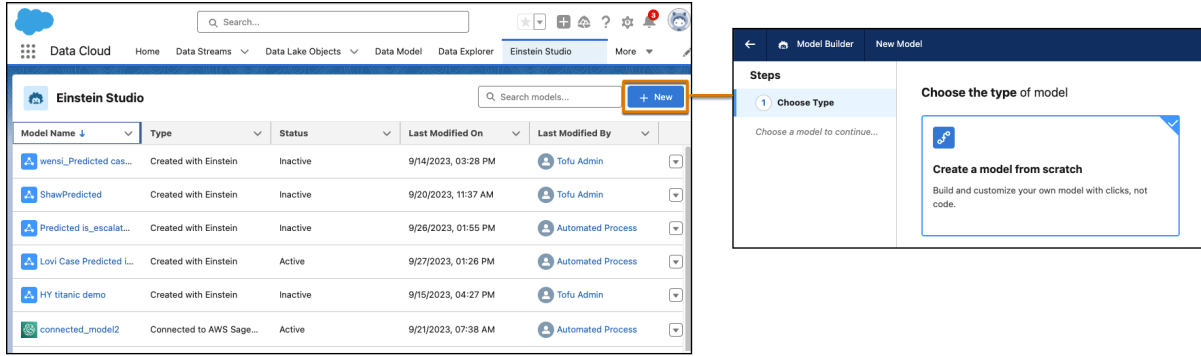 Search...
3
Data Cloud Home Data Streams Data Lake Objects Data Model Data Explorer Einstein Studio More
Einstein Studio
Search models...
+ New
Model Name Type Status Last Modified On Last Modified By
wensi_Predicted cas... Created with Einstein Inactive 9/14/2023, 03:28 PM Tofu Admin
ShawPredicted Created with Einstein Inactive 9/20/2023, 11:37 AM Tofu Admin
Predicted is_escalat... Created with Einstein Inactive 9/26/2023, 01:55 PM Automated Process
Lovi Case Predicted i... Created with Einstein Active 9/27/2023, 01:26 PM Automated Process
HY titanic demo Created with Einstein Inactive 9/15/2023, 04:27 PM Tofu Admin
connected_model2 Connected to AWS Sage... Active 9/21/2023, 07:38 AM Automated Process
Model Builder New Model
Steps
1 Choose Type
Choose a model to continue...
Choose the type of model
Create a model from scratch
Build and customize your own model with clicks, not
code.